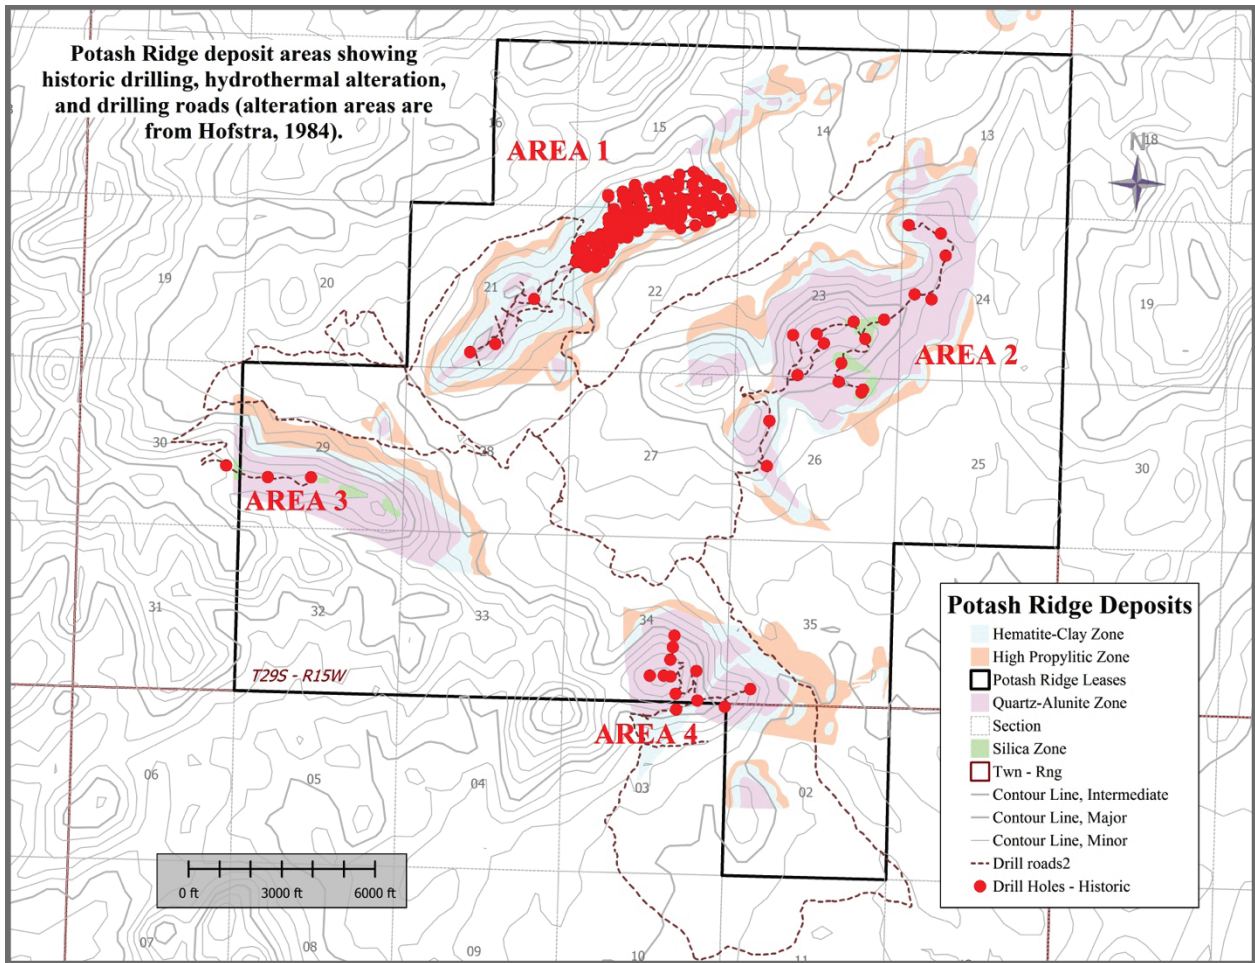 Potash Ridge deposit areas showing
historic drilling, hydrothermal alteration,
and drilling roads (alteration areas are
from Hofstra, 1984).
16
15
14
13
18
N
AREA 1
19
20
21
22
23
24
19
AREA 2
30
29
28
27
26
25
30
AREA 3
31
32
33
34
35
T29S - R15W
AREA 4
06
05
04
03
02
07
08
09
10
11
0 ft
3000 ft
6000 ft
Potash Ridge Deposits
Hematite-Clay Zone
High Propylitic Zone
Potash Ridge Leases
Quartz-Alunite Zone
Section
Silica Zone
Twn - Rng
Contour Line, Intermediate
Contour Line, Major
Contour Line, Minor
Drill roads2
Drill Holes - Historic